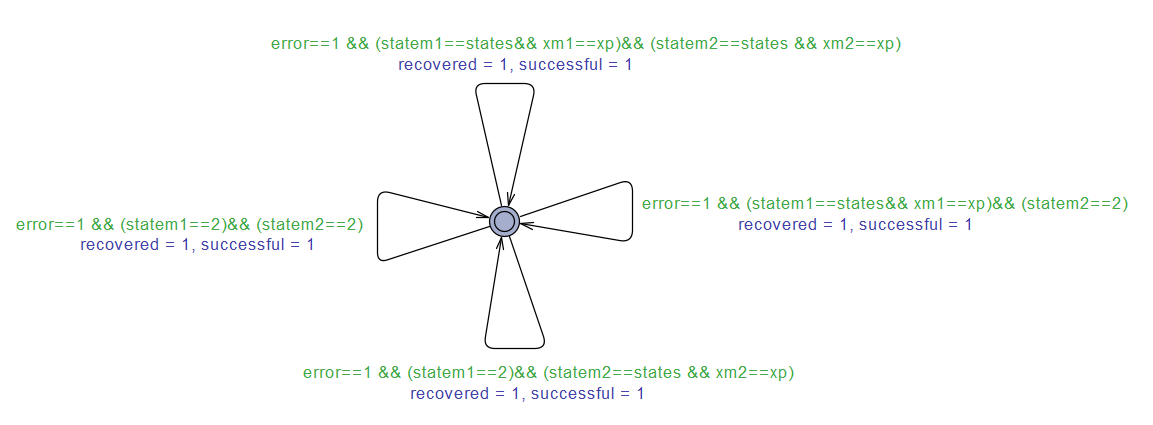 error==1 && (statem1==states&& xm1==xp)&& (statem2==states && xm2==xp)
recovered = 1, successful = 1
error==1 && (statem1==states&& xm1==xp)&& (statem2==2)
recovered = 1, successful = 1
error==1 && (statem1==2)&& (statem2==2)
recovered = 1, successful = 1
error==1 && (statem1==2)&& (statem2==states && xm2==xp)
recovered = 1, successful = 1